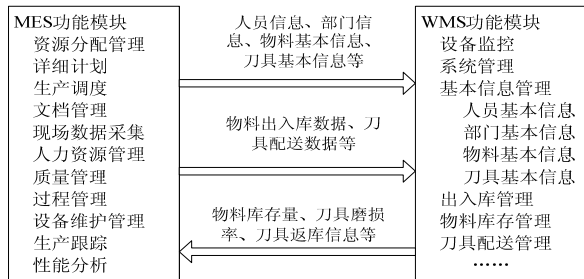 MES功能模块
资源分配管理
详细计划
生产调度
文档管理
现场数据采集
人力资源管理
质量管理
过程管理
设备维护管理
生产跟踪
性能分析
人员信息、部门信
息、物料基本信息、
刀具基本信息等
物料出入库数据、刀
具配送数据等
物料库存量、刀具磨损
率、刀具返库信息等
WMS功能模块
设备监控
系统管理
基本信息管理
人员基本信息
部门基本信息
物料基本信息
刀具基本信息
出入库管理
物料库存管理
刀具配送管理
……